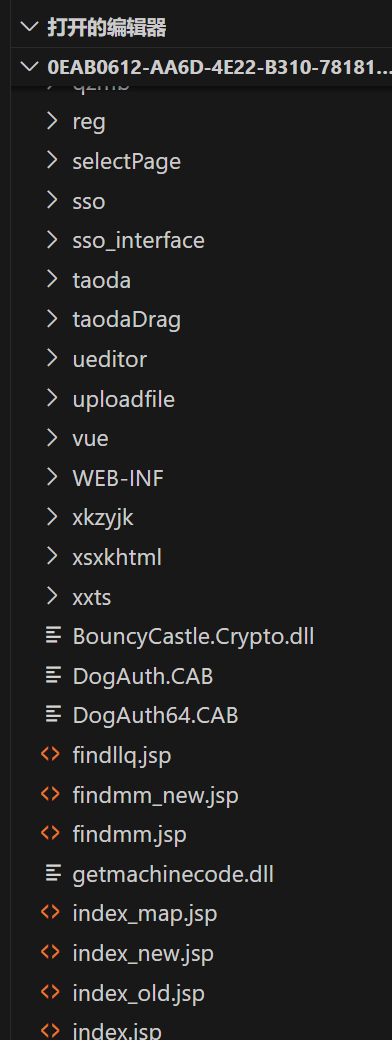 打开的编辑器
0EAB0612-AA6D-4E22-B310-78181...
qzmb
reg
selectPage
sso
sso_interface
taoda
taodaDrag
ueditor
uploadfile
vue
WEB-INF
xkzyjk
xsxkhtml
xxts
BouncyCastle.Crypto.dll
DogAuth.CAB
DogAuth64.CAB
findllq.jsp
findmm_new.jsp
findmm.jsp
getmachinecode.dll
index_map.jsp
index_new.jsp
index_old.jsp
index.jsp